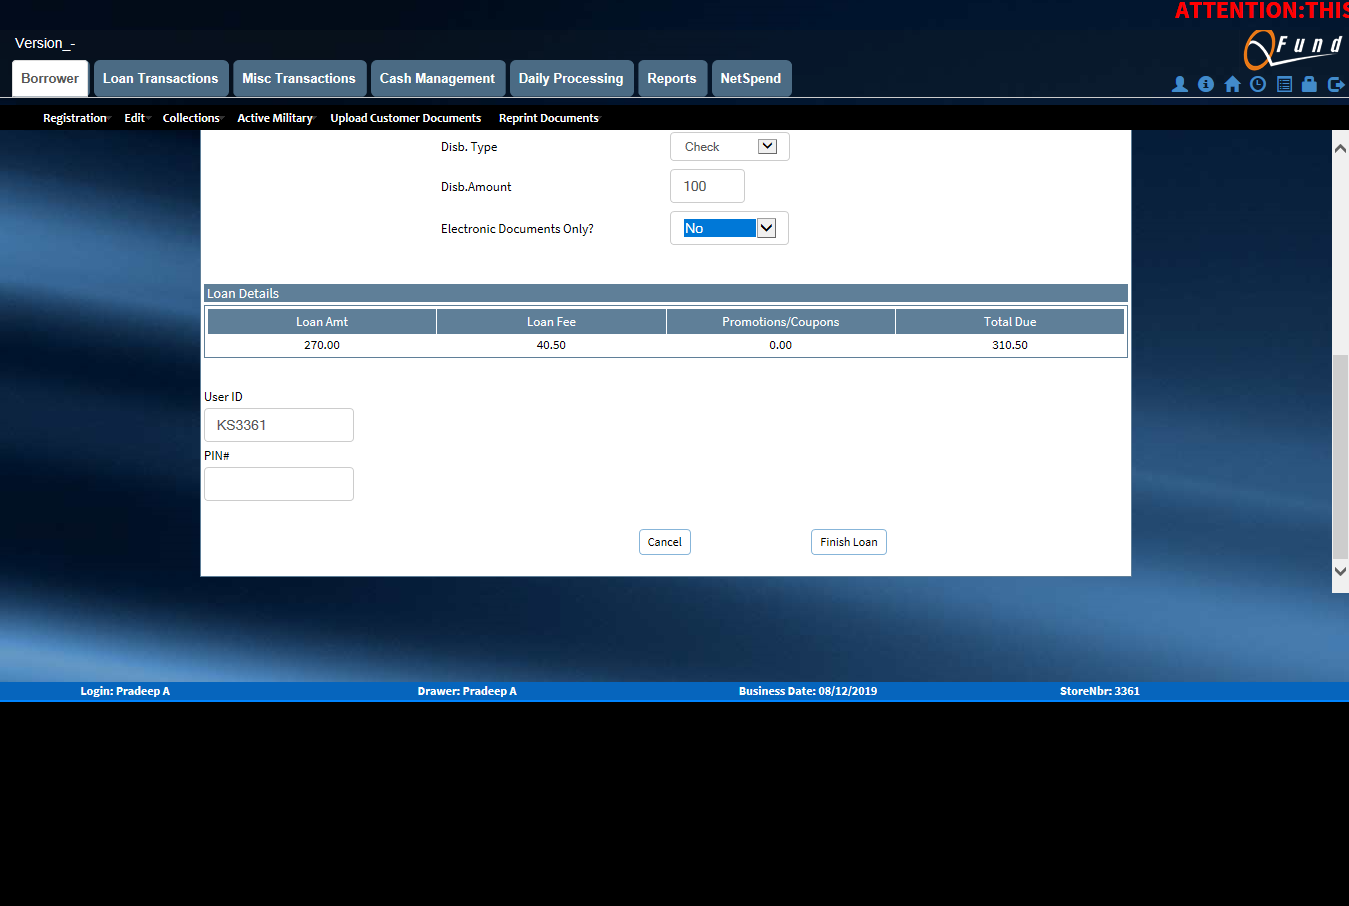 ATTENTION:THIS
Version_-
QFund
Borrower Loan Transactions Misc Transactions Cash Management Daily Processing Reports NetSpend
Registration Edit Collections Active Military Upload Customer Documents Reprint Documents
Disb. Type Check
Disb.Amount 100
Electronic Documents Only? No
Loan Details
Loan Amt Loan Fee Promotions/Coupons Total Due
270.00 40.50 0.00 310.50
User ID
KS3361
PIN#
Cancel Finish Loan
Login: Pradeep A Drawer: Pradeep A Business Date: 08/12/2019 StoreNbr: 3361